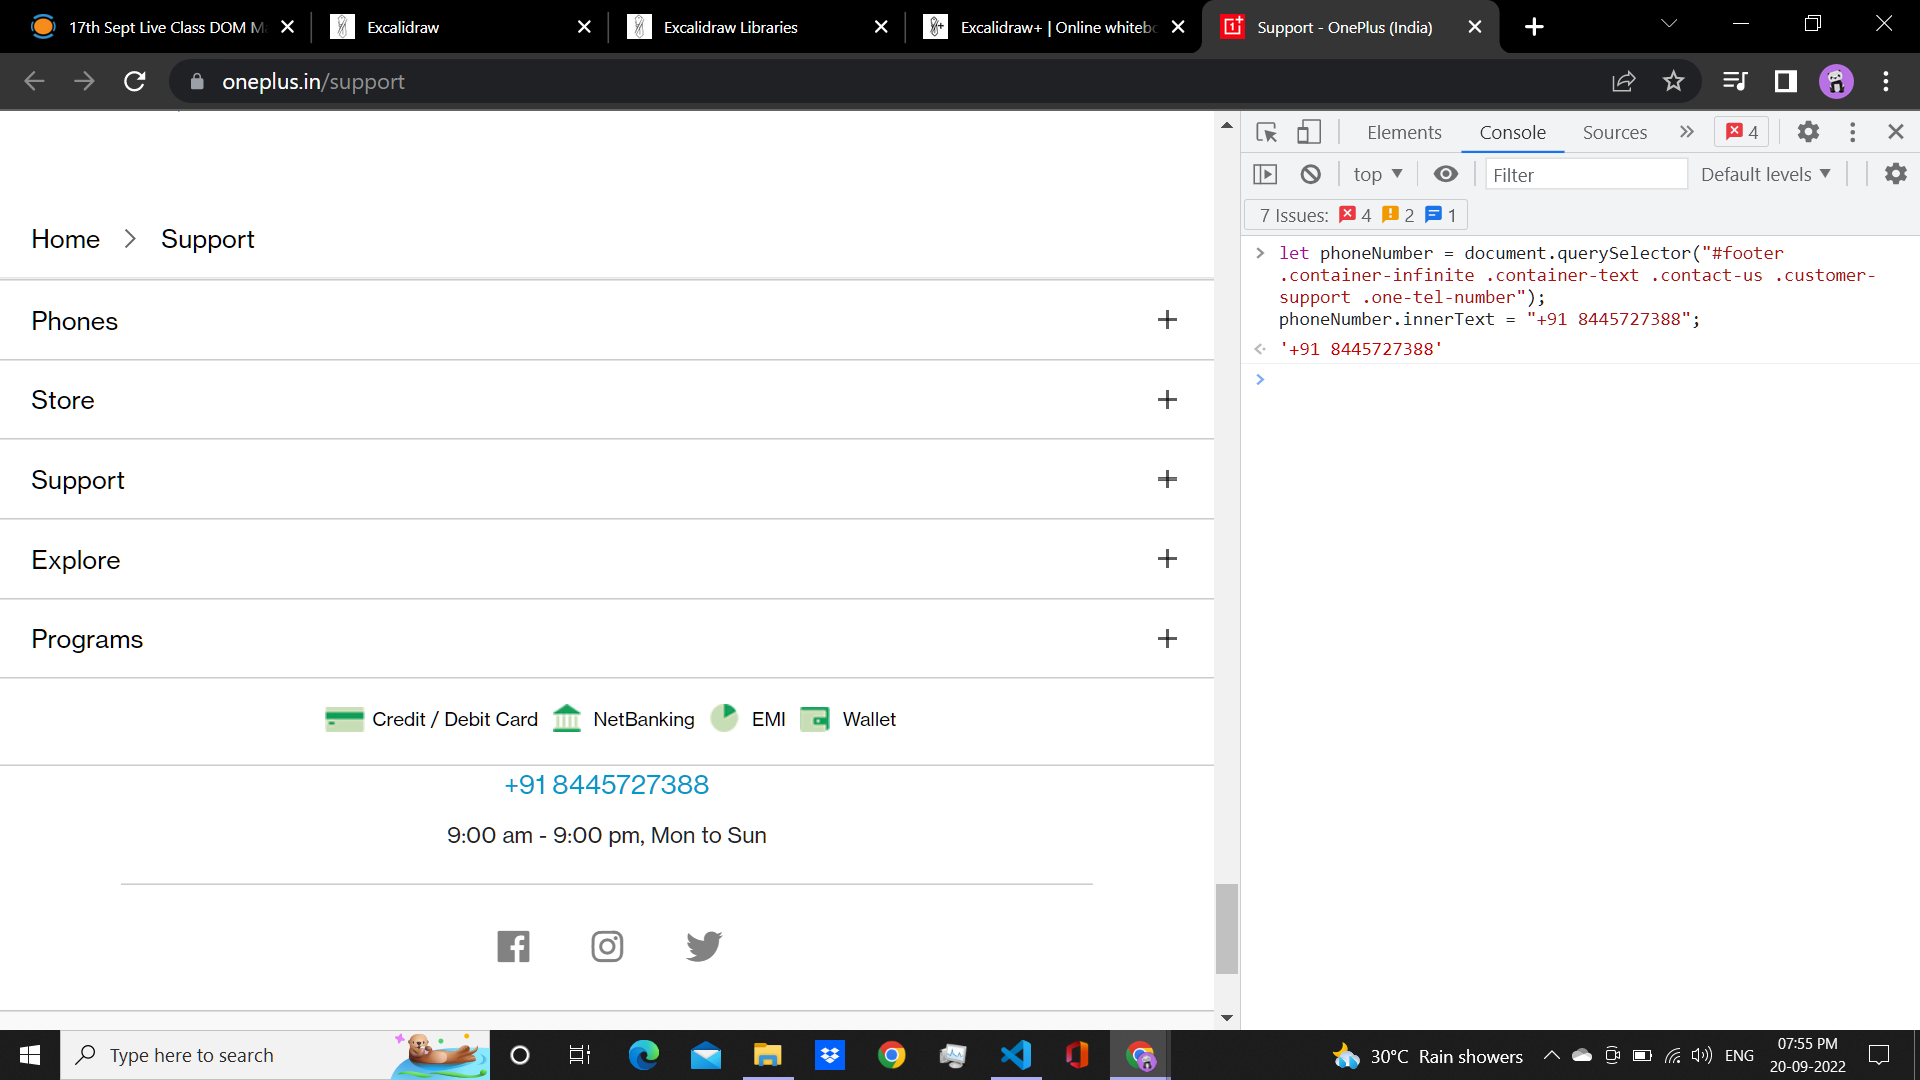 17th Sept Live Class DOM Ma
Excalidraw
Excalidraw Libraries
Excalidraw+ | Online whitebo
Support - OnePlus (India)
oneplus.in/support
Elements
Console
Sources
4
top
Filter
Default levels
7 Issues: 4 2 1
let phoneNumber = document.querySelector("#footer
.container-infinite .container-text .contact-us .customer-
support .one-tel-number");
phoneNumber.innerText = "+91 8445727388";
'+91 8445727388'
Home > Support
Phones
Store
Support
Explore
Programs
Credit / Debit Card
NetBanking
EMI
Wallet
+91 8445727388
9:00 am - 9:00 pm, Mon to Sun
Type here to search
30°C Rain showers
ENG
07:55 PM
20-09-2022